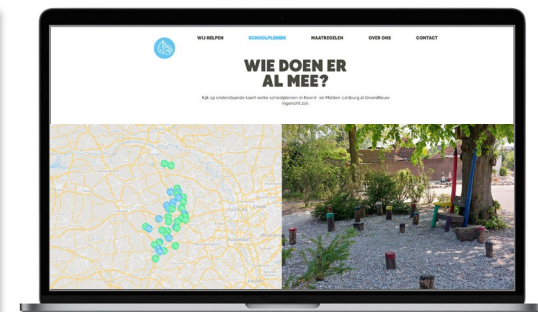 WIJ HELPEN SCHOOLPLEINEN MAATREGELEN OVER ONS CONTACT
WIE DOEN ER
AL MEE?
Kijk op onderstaande kaart welke schoolpleinen in Noord- en Midden-Limburg al GroenBlauw
ingericht zijn.